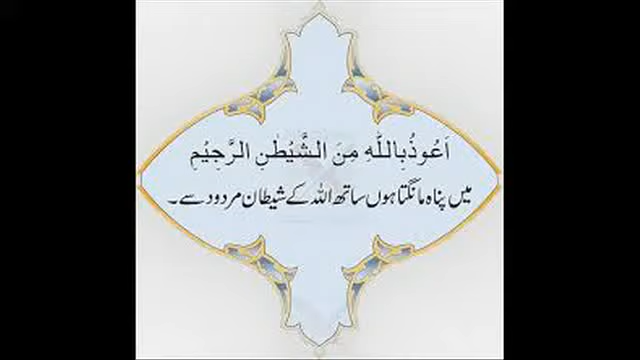 اَعُوذُبِاللّٰهِ مِنَ الشَّيْطٰنِ الرَّجِيْمِ
میں پناہ مانگتا ہوں ساتھ اللہ کے شیطان مردود سے۔